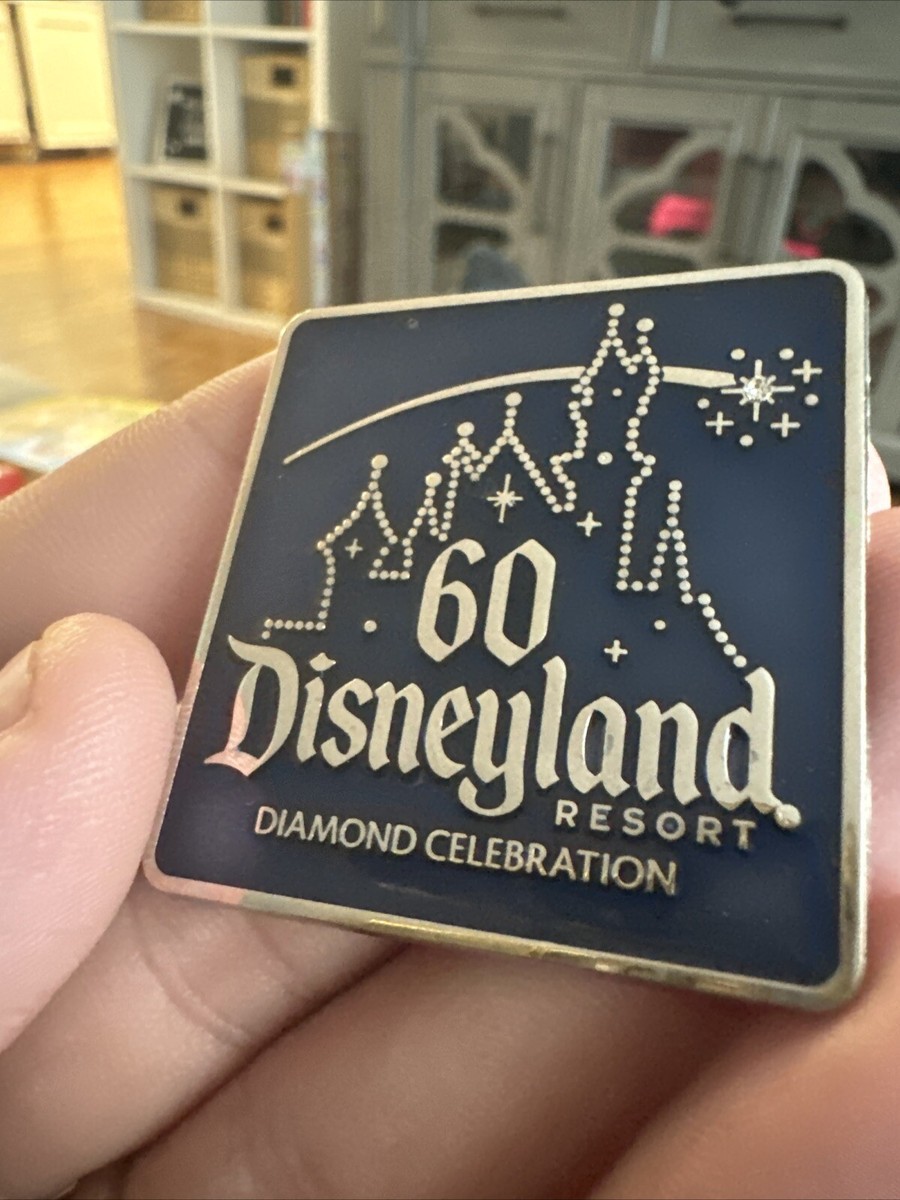 60
Disneyland
RESORT
DIAMOND CELEBRATION